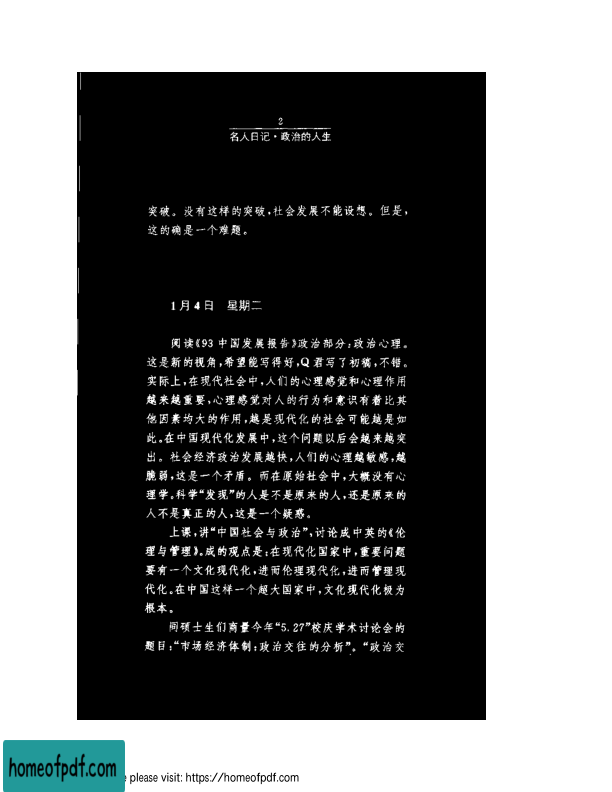 2
名人日记·政治的人生
突破。没有这样的突破,社会发展不能设想。但是,
这的确是一个难题。
1月4日 星期二
阅读《93中国发展报告》政治部分:政治心理。
这是新的视角,希望能写得好,Q君写了初稿,不错。
实际上,在现代社会中,人们的心理感觉和心理作用
越来越重要,心理感觉对人的行为和意识有着比其
他因素均大的作用,越是现代化的社会可能越是如
此。在中国现代化发展中,这个问题以后会越来越突
出。社会经济政治发展越快,人们的心理越敏感,越
脆弱,这是一个矛盾。而在原始社会中,大概没有心
理学。科学“发现”的人是不是原来的人,还是原来的
人不是真正的人,这是一个疑惑。
上课,讲“中国社会与政治”、讨论成中英的《伦
理与管理》。成的观点是:在现代化国家中,重要问题
要有一个文化现代化,进而伦理现代化,进而管理现
代化。在中国这样一个超大国家中,文化现代化极为
根本。
同硕士生们商量今年“5.27”校庆学术讨论会的
题目:“市场经济体制:政治交往的分析”。“政治交
homeofpdf.com
please visit: https://homeofpdf.com